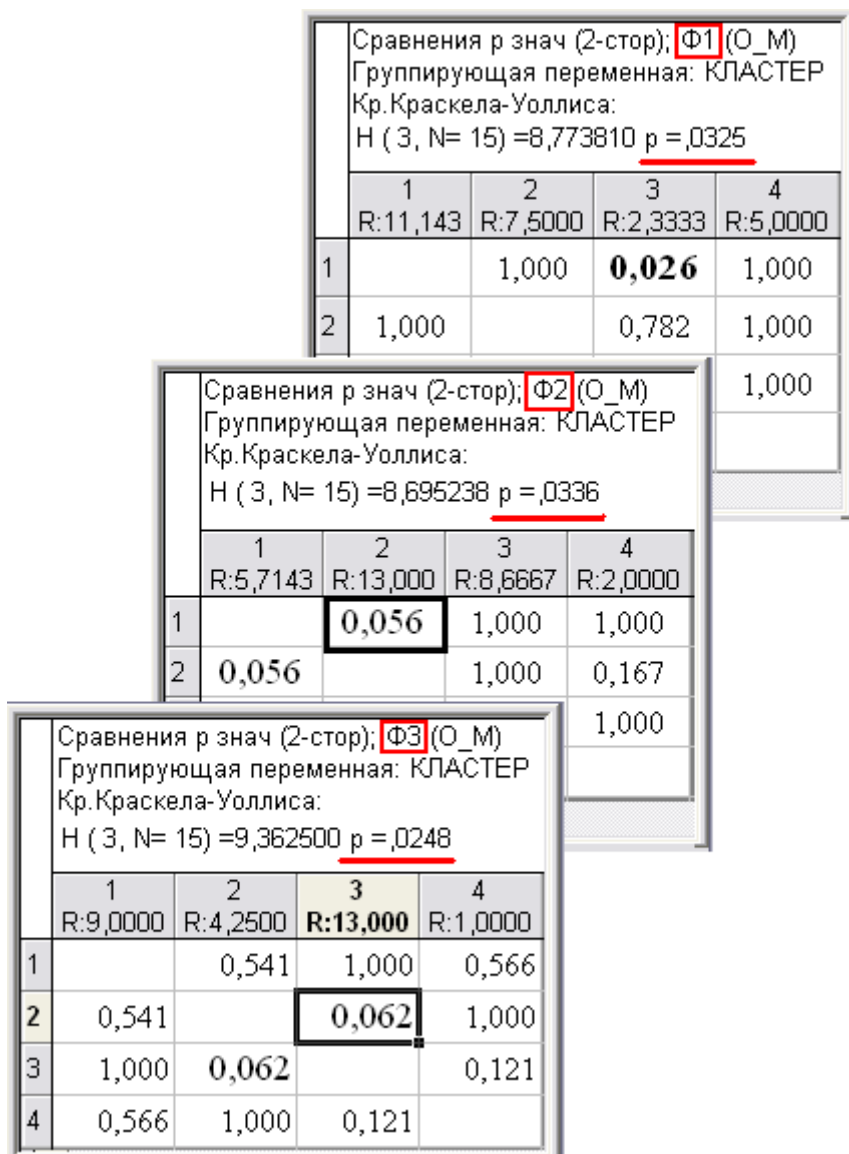 Сравнения р знач (2-стор); Ф1 (О_М)
Группирующая переменная: КЛАСТЕР
Кр.Краскела-Уоллиса:
H ( 3, N= 15) =8,773810 p =,0325
1 2 3 4
R:11,143 R:7,5000 R:2,3333 R:5,0000
1 1,000 0,026 1,000
2 1,000 0,782 1,000
1,000
Сравнения р знач (2-стор); Ф2 (О_М)
Группирующая переменная: КЛАСТЕР
Кр.Краскела-Уоллиса:
H ( 3, N= 15) =8,695238 p =,0336
1 2 3 4
R:5,7143 R:13,000 R:8,6667 R:2,0000
1 0,056 1,000 1,000
2 0,056 1,000 0,167
1,000
Сравнения р знач (2-стор); Ф3 (О_М)
Группирующая переменная: КЛАСТЕР
Кр.Краскела-Уоллиса:
H ( 3, N= 15) =9,362500 p =,0248
1 2 3 4
R:9,0000 R:4,2500 R:13,000 R:1,0000
1 0,541 1,000 0,566
2 0,541 0,062 1,000
3 1,000 0,062 0,121
4 0,566 1,000 0,121